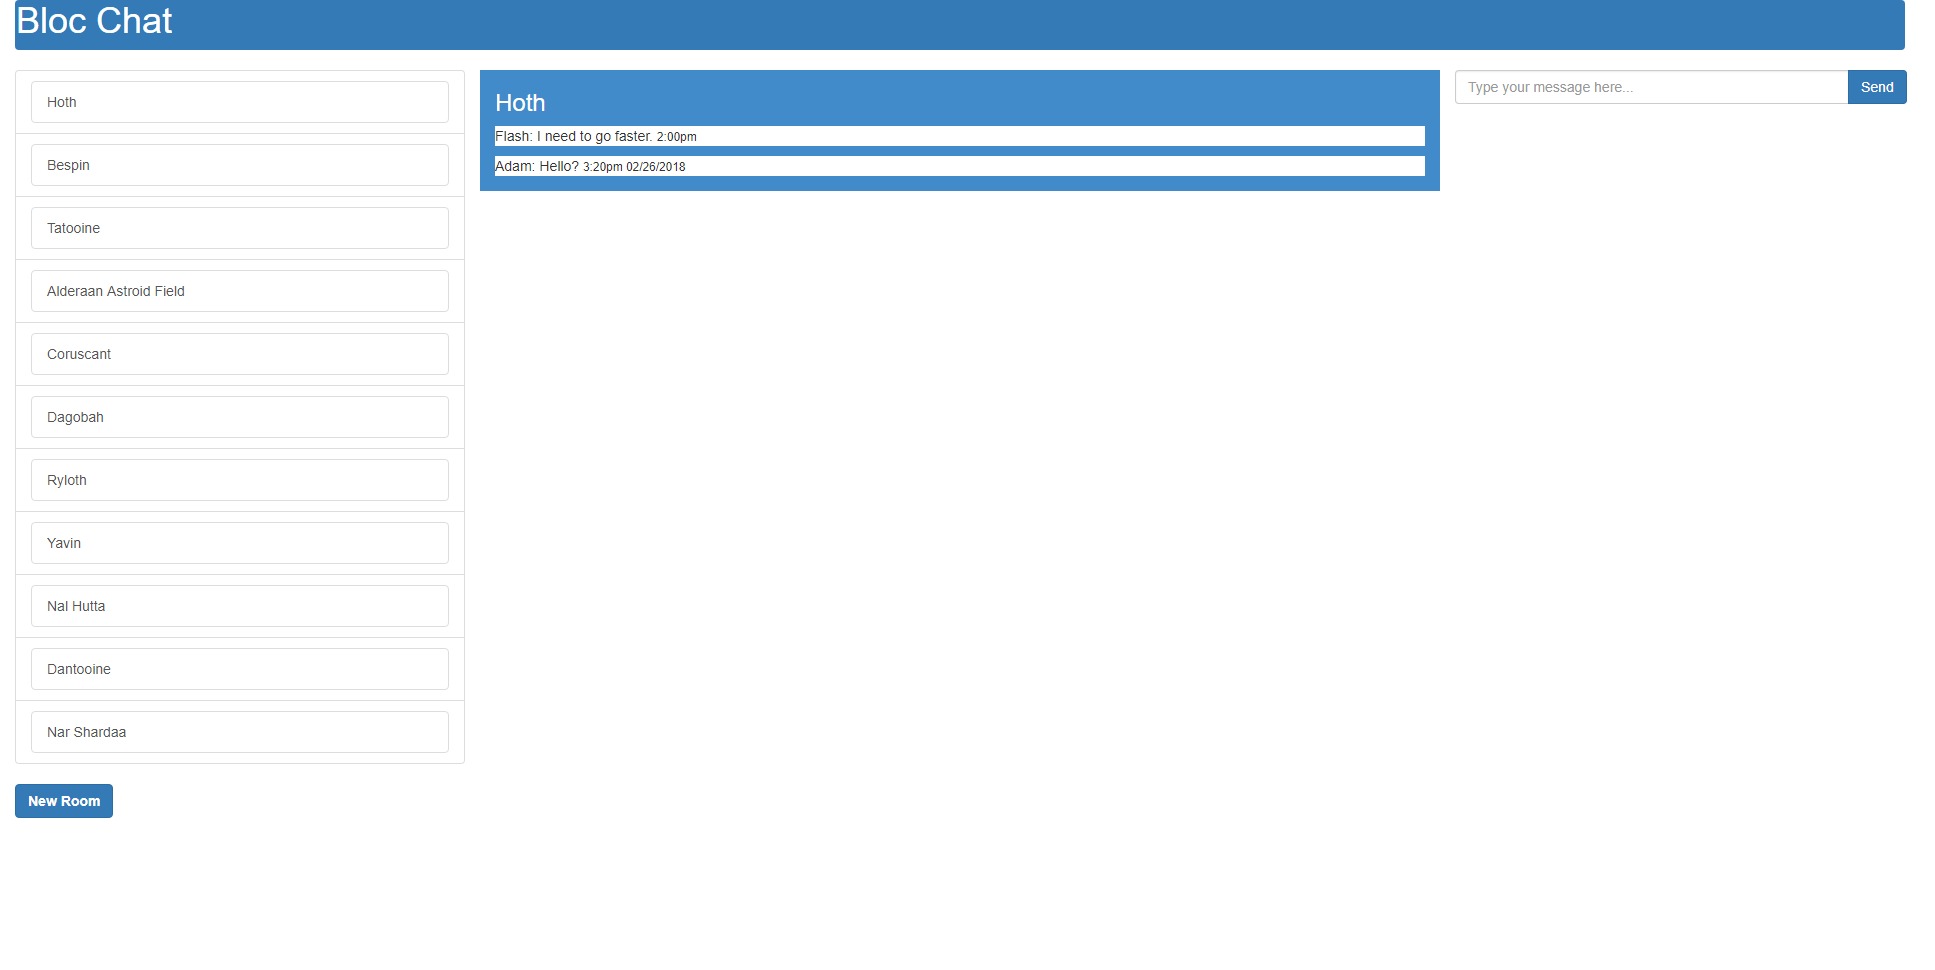 Bloc Chat
Hoth
Bespin
Tatooine
Alderaan Astroid Field
Coruscant
Dagobah
Ryloth
Yavin
Nal Hutta
Dantooine
Nar Shardaa
New Room
Hoth
Flash: I need to go faster. 2:00pm
Adam: Hello? 3:20pm 02/26/2018
Type your message here...
Send